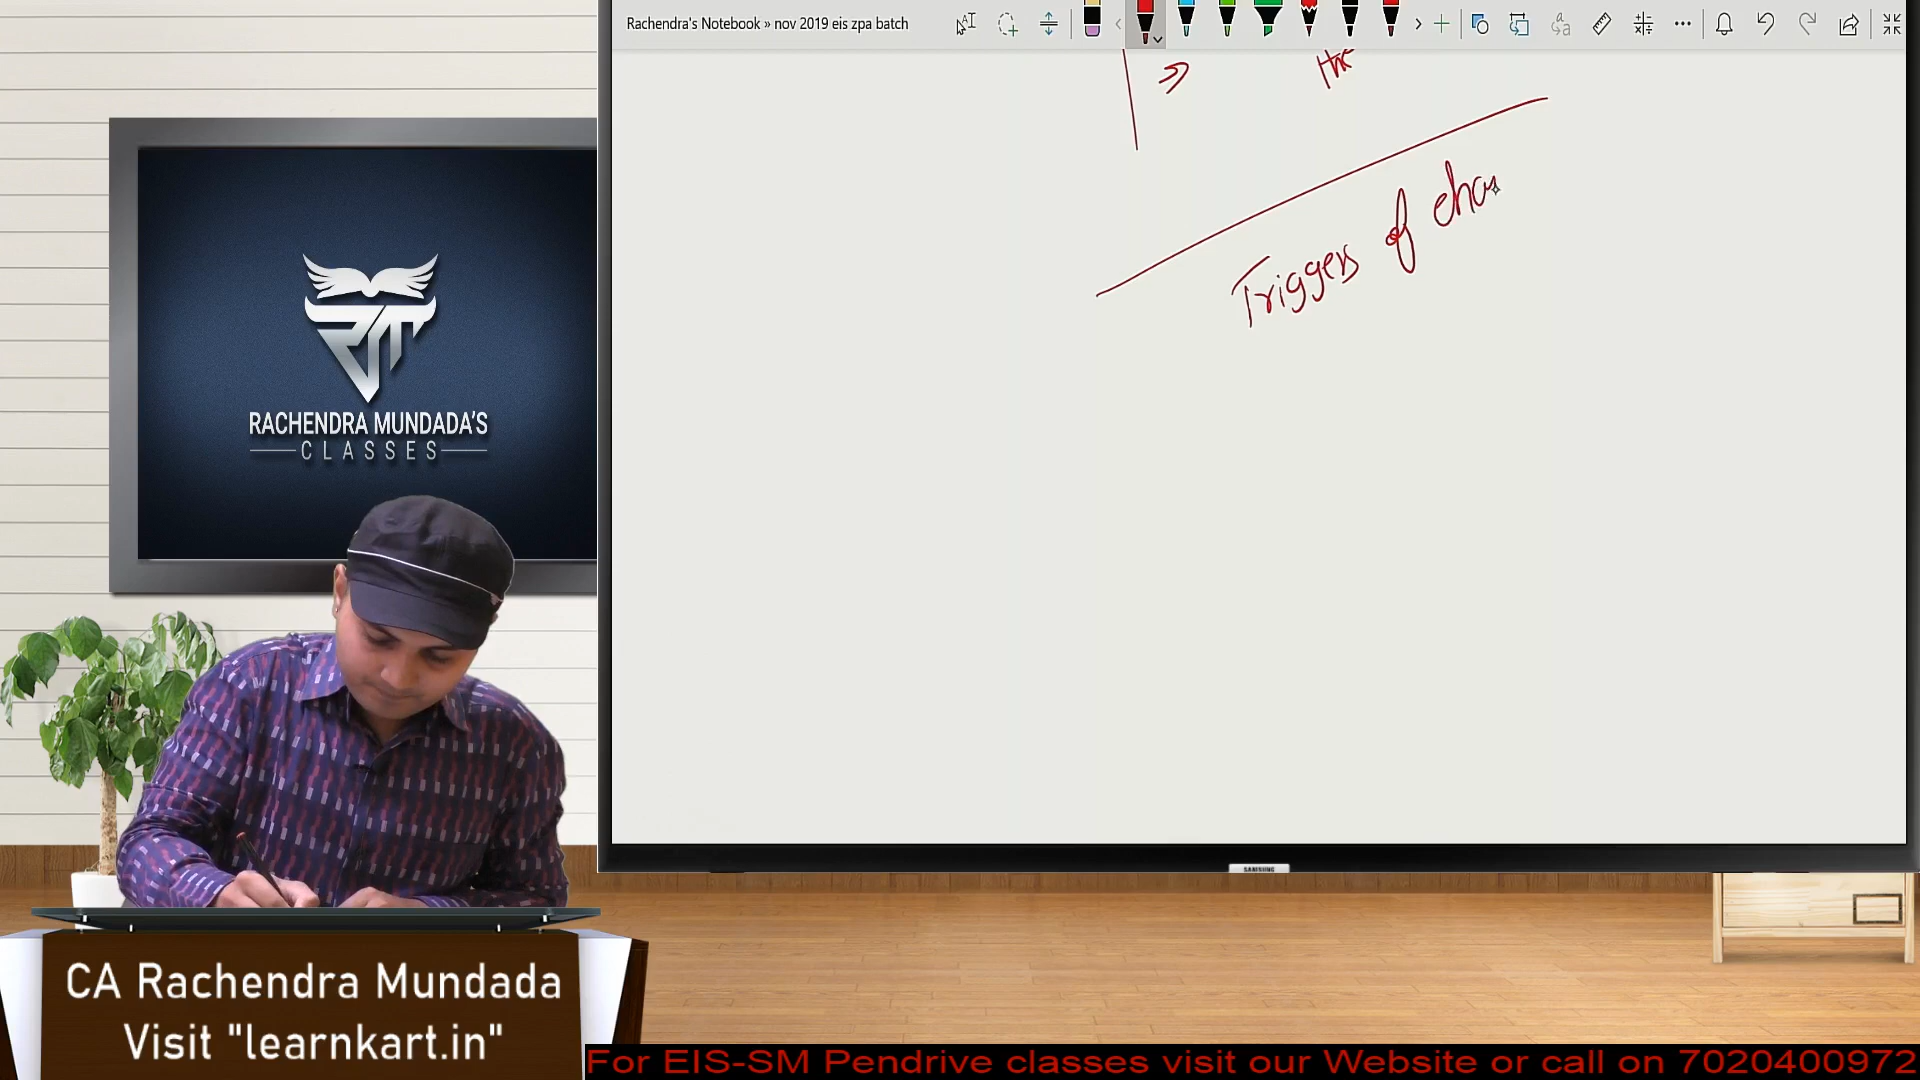 Rachendra's Notebook » nov 2019 eis zpa batch
Triggers of cha
RACHENDRA MUNDADA'S
CLASSES
SAMSUNG
CA Rachendra Mundada
Visit "learnkart.in"
For EIS-SM Pendrive classes visit our Website or call on 7020400972